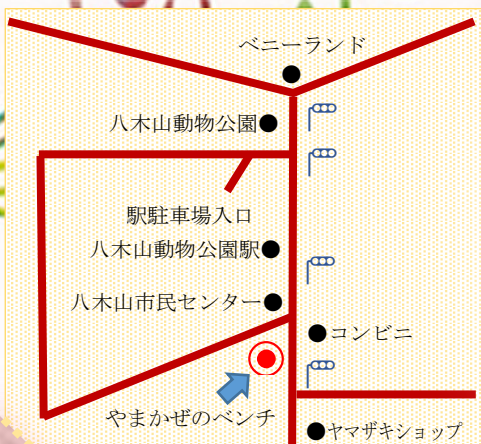 ベニーランド
八木山動物公園
駅駐車場入口
八木山動物公園駅
八木山市民センター
コンビニ
やまかぜのベンチ
ヤマザキショップ